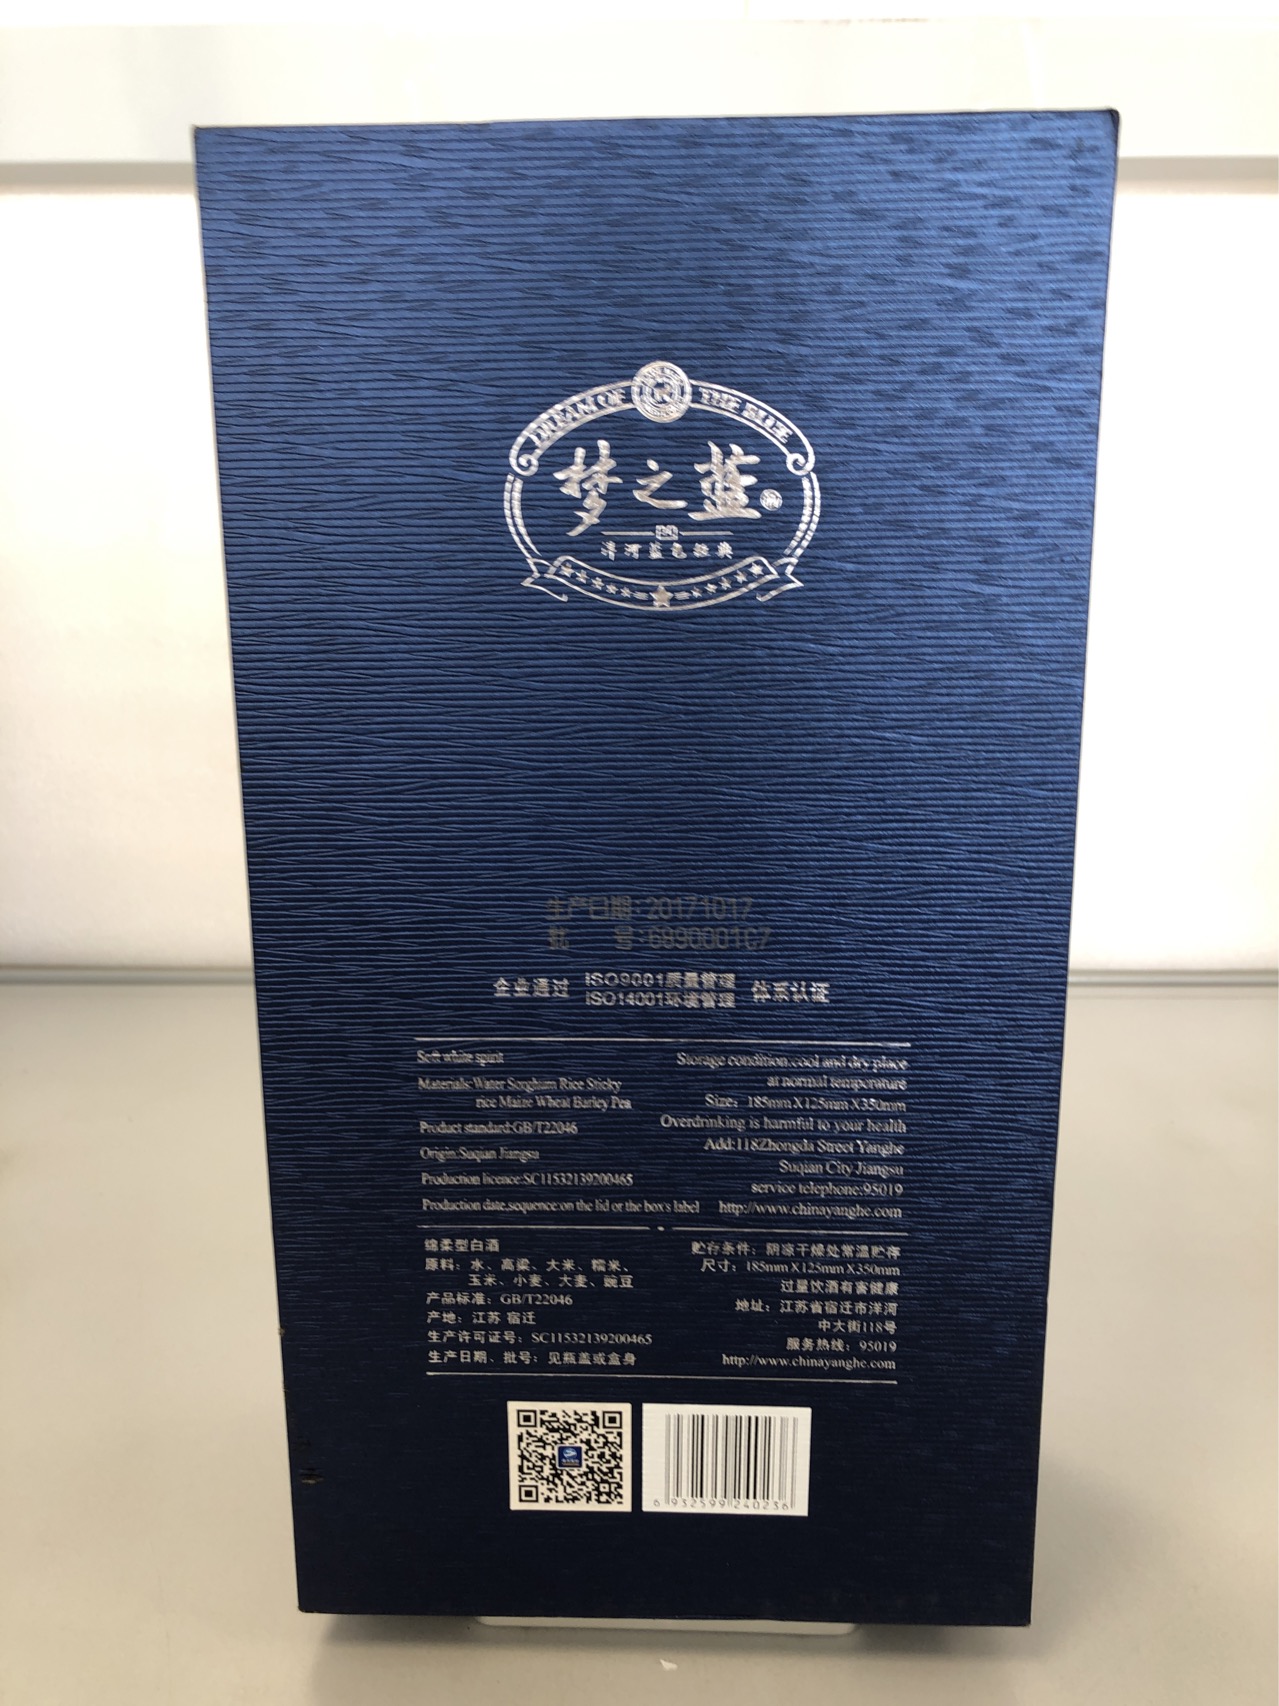 DREAM OF THE BLUE
梦之蓝
洋河蓝色经典
生产日期:20171017
批 号:6890001C7
企业通过 ISO9001质量管理 体系认证
ISO14001环境管理
Soft white spirit
Materials:Water Sorghum Rice Sticky
rice Maize Wheat Barley Pea
Product standard:GB/T22046
Origin:Suqian Jiangsu
Production licence:SC11532139200465
Production date,sequence:on the lid or the box's label
Storage condition:cool and dry place
at normal temperature
Size: 185mm X 125mm X 350mm
Overdrinking is harmful to your health
Add:118Zhongda Street Yanghe
Suqian City Jiangsu
service telephone:95019
http://www.chinayanghe.com
绵柔型白酒
原料：水、高粱、大米、糯米、
玉米、小麦、大麦、豌豆
产品标准：GB/T22046
产地：江苏 宿迁
生产许可证号：SC11532139200465
生产日期、批号：见瓶盖或盒身
贮存条件：阴凉干燥处常温贮存
尺寸：185mm X 125mm X 350mm
过量饮酒有害健康
地址：江苏省宿迁市洋河
中大街118号
服务热线：95019
http://www.chinayanghe.com
6 932599 240236